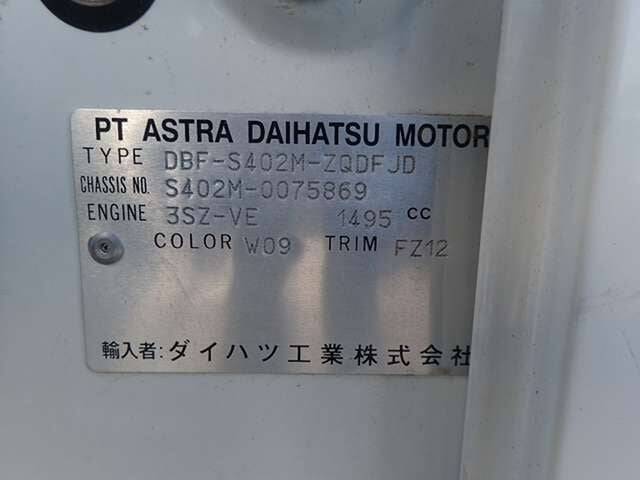 PT ASTRA DAIHATSU MOTOR
TYPE DBF-S402M-ZQDFJD
CHASSIS NO. S402M-0075869
ENGINE 3SZ-VE 1495 CC
COLOR W09 TRIM FZ12
輸入者: ダイハツ工業株式会社